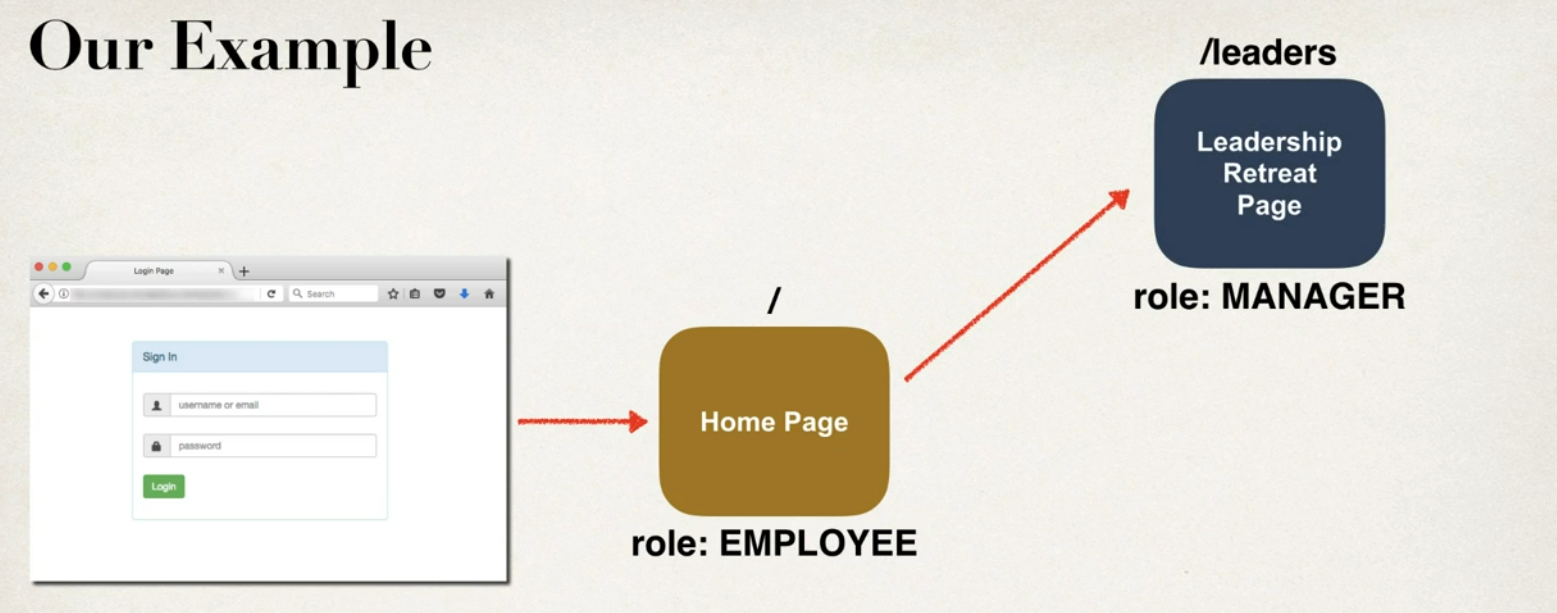 Our Example
/leaders
Leadership
Retreat
Page
role: MANAGER
Login Page
Search
Sign In
username or email
password
Login
/
Home Page
role: EMPLOYEE